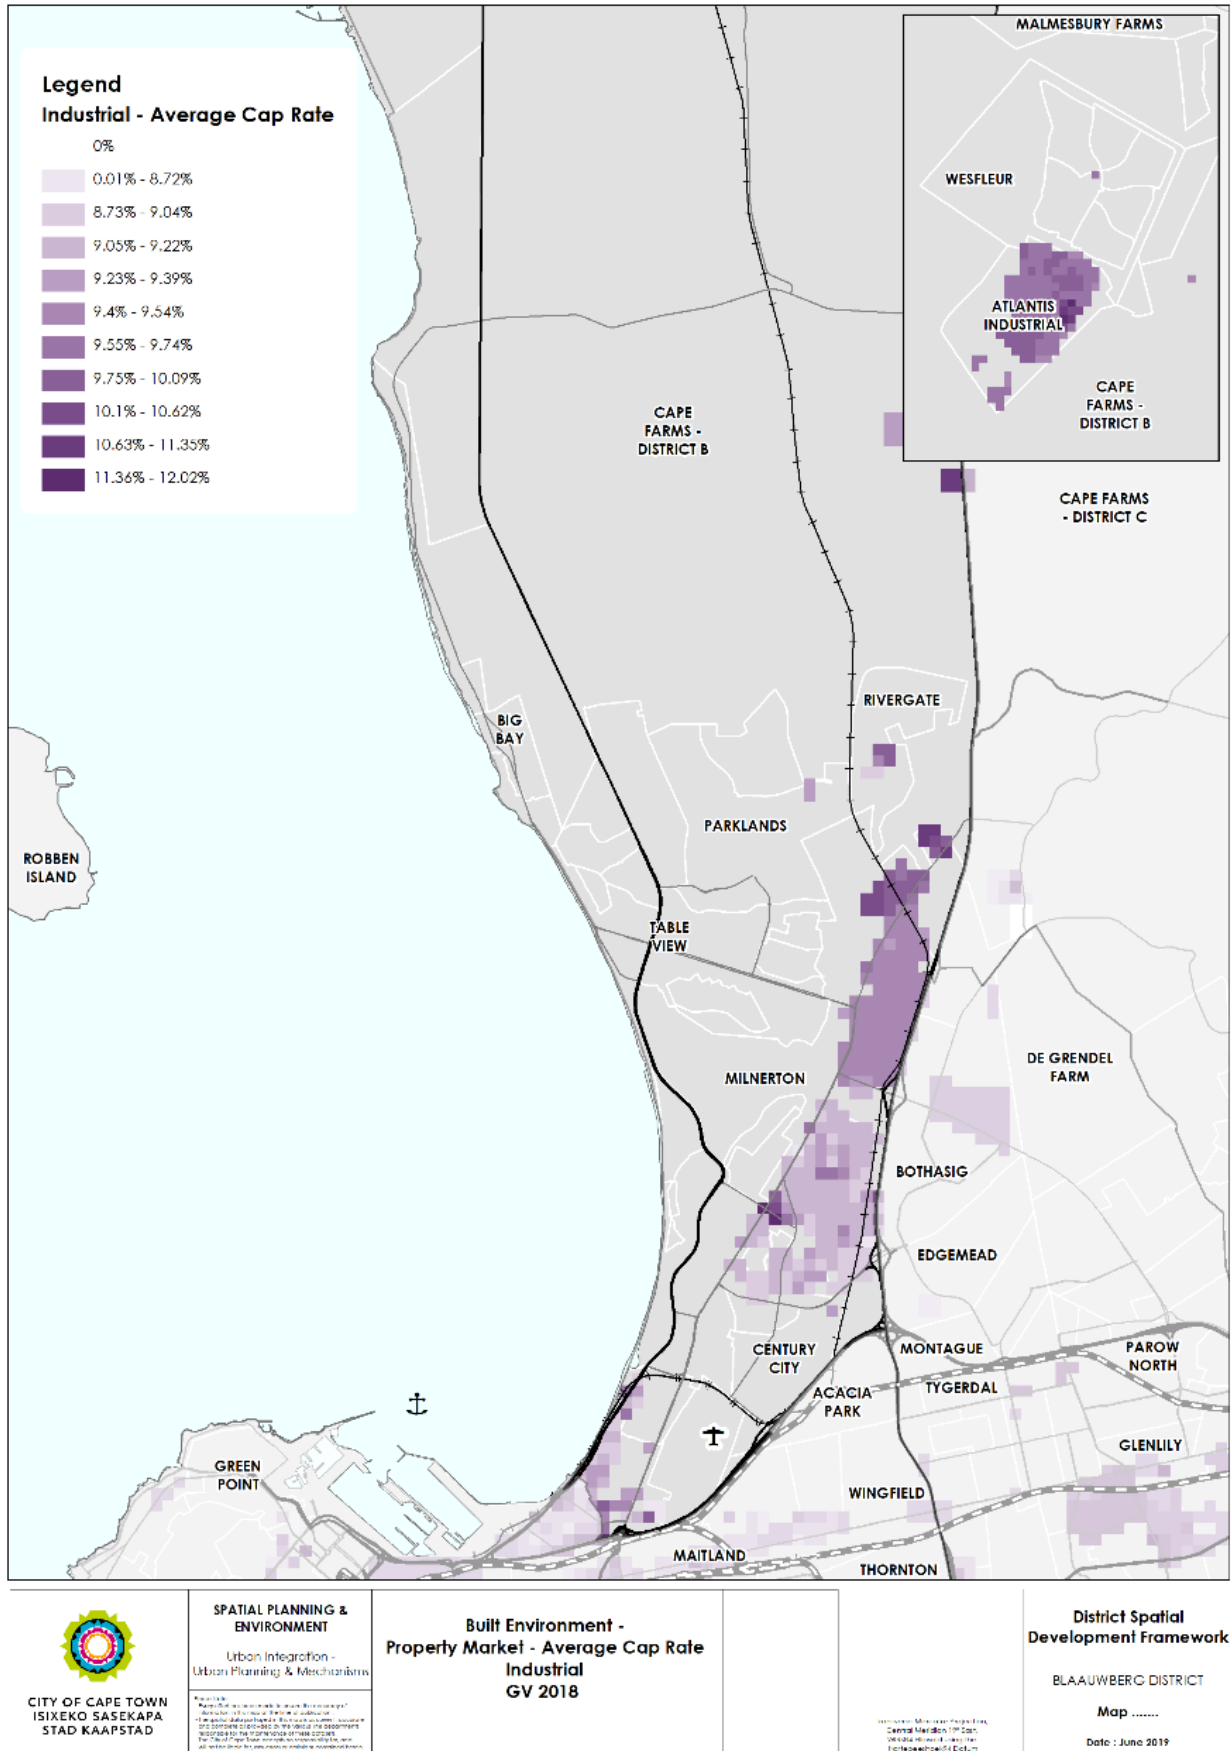 Legend
Industrial - Average Cap Rate
0%
0.01% - 8.72%
8.73% - 9.04%
9.05% - 9.22%
9.23% - 9.39%
9.4% - 9.54%
9.55% - 9.74%
9.75% - 10.09%
10.1% - 10.62%
10.63% - 11.35%
11.36% - 12.02%
MALMESBURY FARMS
WESFLEUR
ATLANTIS
INDUSTRIAL
CAPE
FARMS -
DISTRICT B
CAPE
FARMS -
DISTRICT B
CAPE FARMS
- DISTRICT C
RIVERGATE
BIG
BAY
PARKLANDS
ROBBEN
ISLAND
TABLE
VIEW
DE GRENDEL
FARM
MILNERTON
BOTHASIG
EDGEMEAD
CENTURY
CITY
MONTAGUE
PAROW
NORTH
ACACIA
PARK
TYGERDAL
GLENLILY
GREEN
POINT
WINGFIELD
MAITLAND
THORNTON
CITY OF CAPE TOWN
ISIXEKO SASEKAPA
STAD KAAPSTAD
SPATIAL PLANNING &
ENVIRONMENT
Urban Integration -
Urban Planning & Mechanisms
Built Environment -
Property Market - Average Cap Rate
Industrial
GV 2018
District Spatial
Development Framework
BLAAUWBERG DISTRICT
Map .......
Date : June 2019